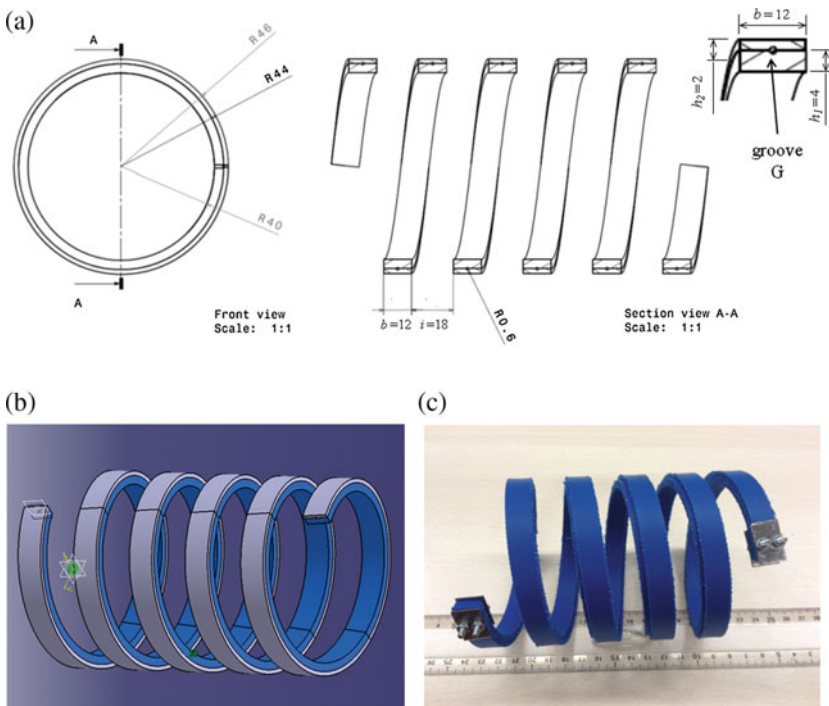 (a)
A
R46
R44
R40
A
Front view
Scale: 1:1
b=12
i=18
R0.6
Section view A-A
Scale: 1:1
b=12
h₂=2
h₁=4
groove
G
(b)
(c)